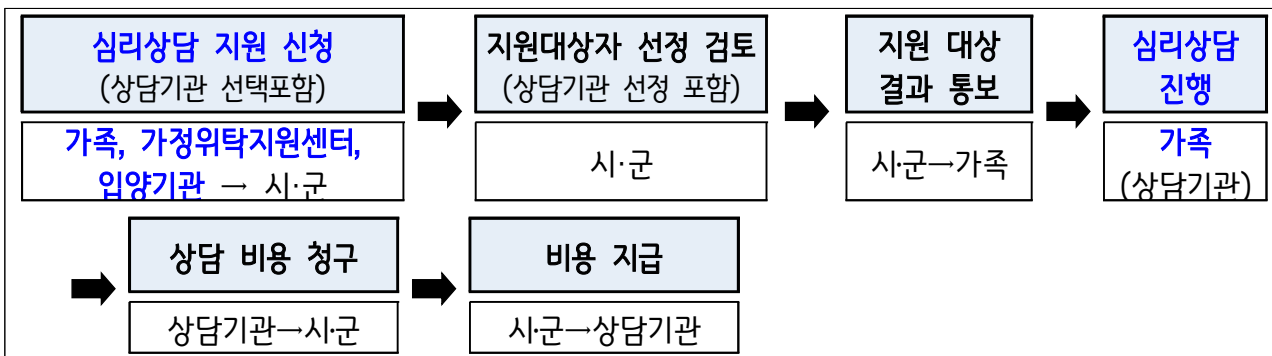 심리상담 지원 신청
(상담기관 선택포함)
가족, 가정위탁지원센터,
입양기관 → 시·군
지원대상자 선정 검토
(상담기관 선정 포함)
시·군
지원 대상
결과 통보
시·군→가족
심리상담
진행
가족
(상담기관)
상담 비용 청구
상담기관→시·군
비용 지급
시·군→상담기관